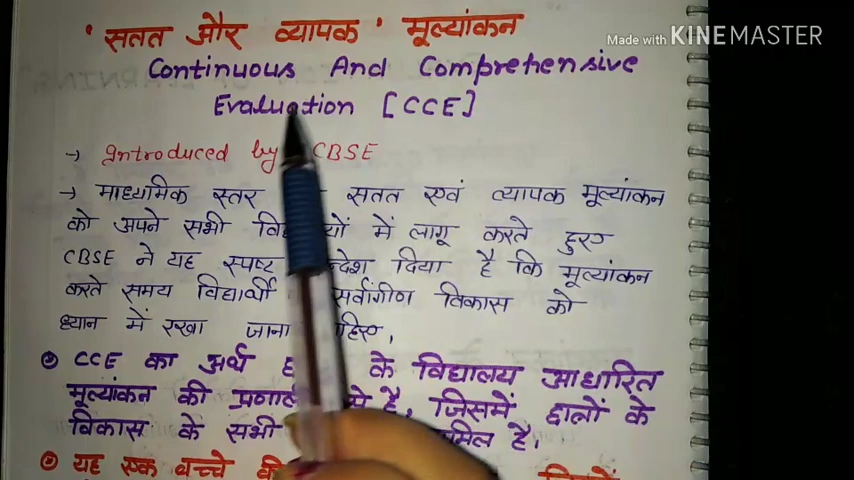 'सतत और व्यापक' मूल्यांकन
Made with KINEMASTER
Continuous And Comprehensive
Evaluation [CCE]
→ Introduced by CBSE
→ माध्यमिक स्तर सतत एवं व्यापक मूल्यांकन
को अपने सभी में लागू करते हुए
CBSE ने यह स्पष्ट दिया है कि मूल्यांकन
करते समय विद्यार्थी सर्वांगीण विकास को
ध्यान में रखा जाना
CCE का अर्थ के विद्यालय आधारित
मूल्यांकन की है, जिसमें छात्रों के
विकास के सभी है।
यह एक बच्चे